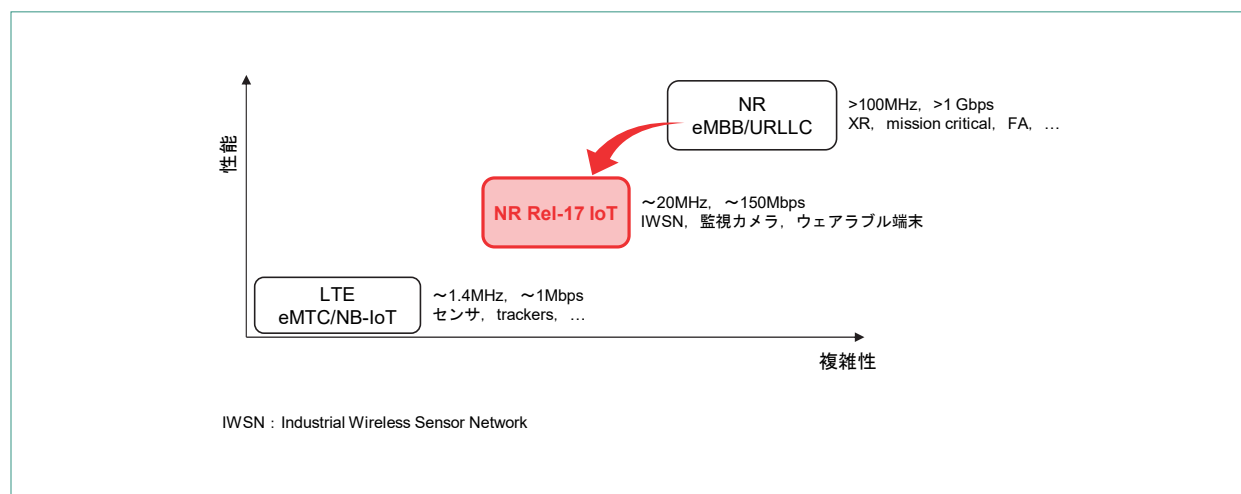 性能
NR
eMBB/URLLC
>100MHz，>1 Gbps
XR，mission critical，FA，…
NR Rel-17 IoT
～20MHz，～150Mbps
IWSN，監視カメラ，ウェアラブル端末
LTE
eMTC/NB-IoT
～1.4MHz，～1Mbps
センサ，trackers，…
複雑性
IWSN：Industrial Wireless Sensor Network